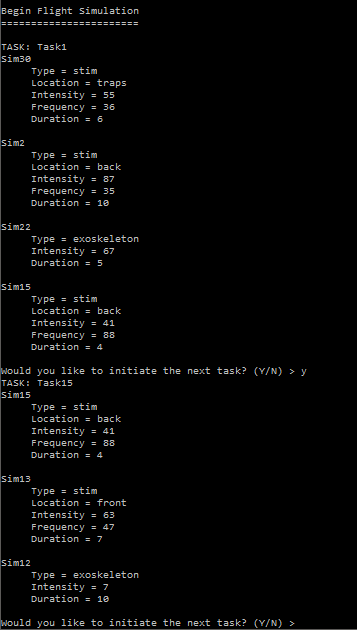 Begin Flight Simulation
=======================
TASK: Task1
Sim30
Type = stim
Location = traps
Intensity = 55
Frequency = 36
Duration = 6
Sim2
Type = stim
Location = back
Intensity = 87
Frequency = 35
Duration = 10
Sim22
Type = exoskeleton
Intensity = 67
Duration = 5
Sim15
Type = stim
Location = back
Intensity = 41
Frequency = 88
Duration = 4
Would you like to initiate the next task? (Y/N) > y
TASK: Task15
Sim15
Type = stim
Location = back
Intensity = 41
Frequency = 88
Duration = 4
Sim13
Type = stim
Location = front
Intensity = 63
Frequency = 47
Duration = 7
Sim12
Type = exoskeleton
Intensity = 7
Duration = 10
Would you like to initiate the next task? (Y/N) >